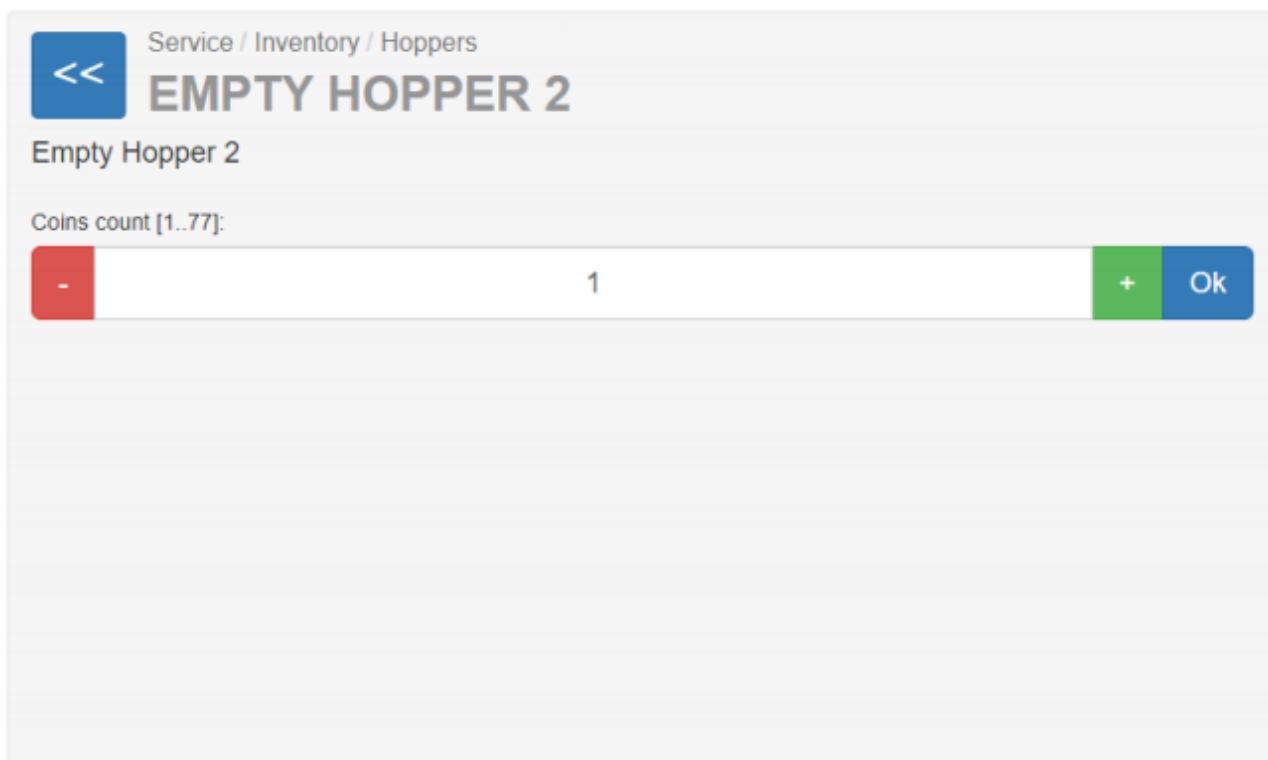 <<
Service / Inventory / Hoppers
EMPTY HOPPER 2
Empty Hopper 2
Coins count [1..77]:
- 1 + Ok